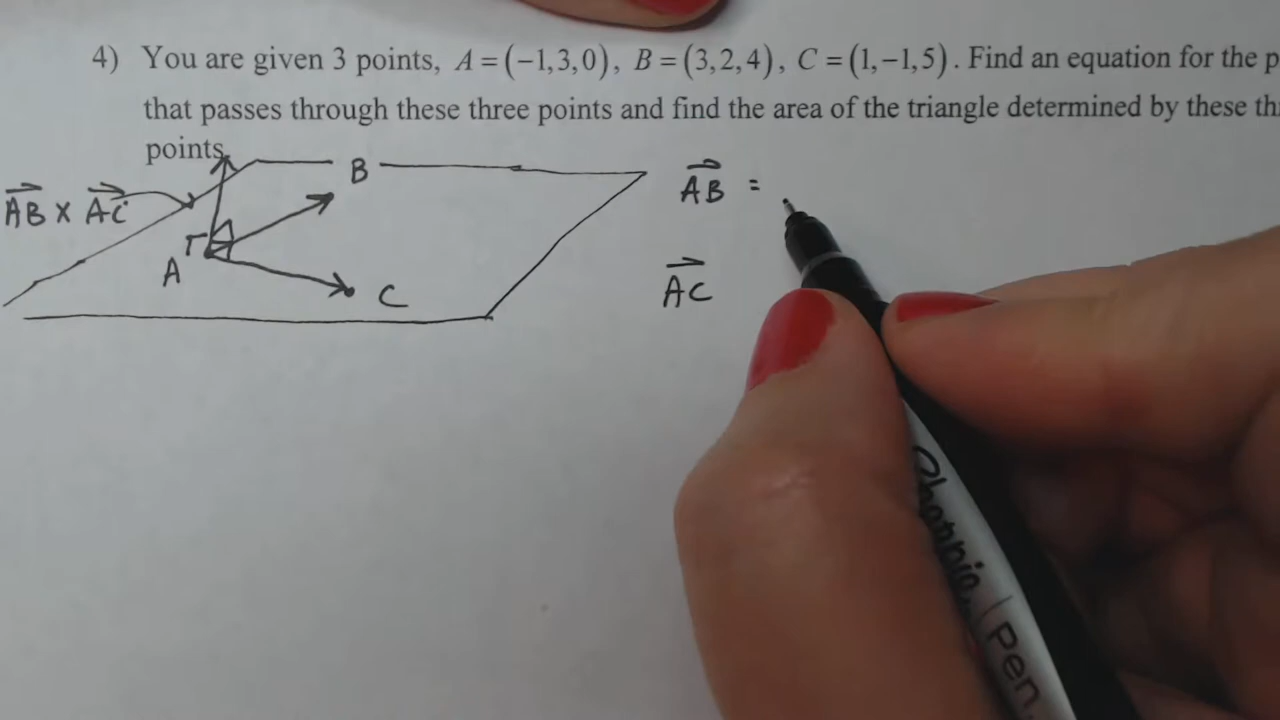 4) You are given 3 points, A = (−1,3,0), B = (3,2,4), C = (1,−1,5). Find an equation for the p
that passes through these three points and find the area of the triangle determined by these th
points
B
AB⃗ =
AB⃗ × AC⃗
A
AC⃗
C
Sharpie | Pen